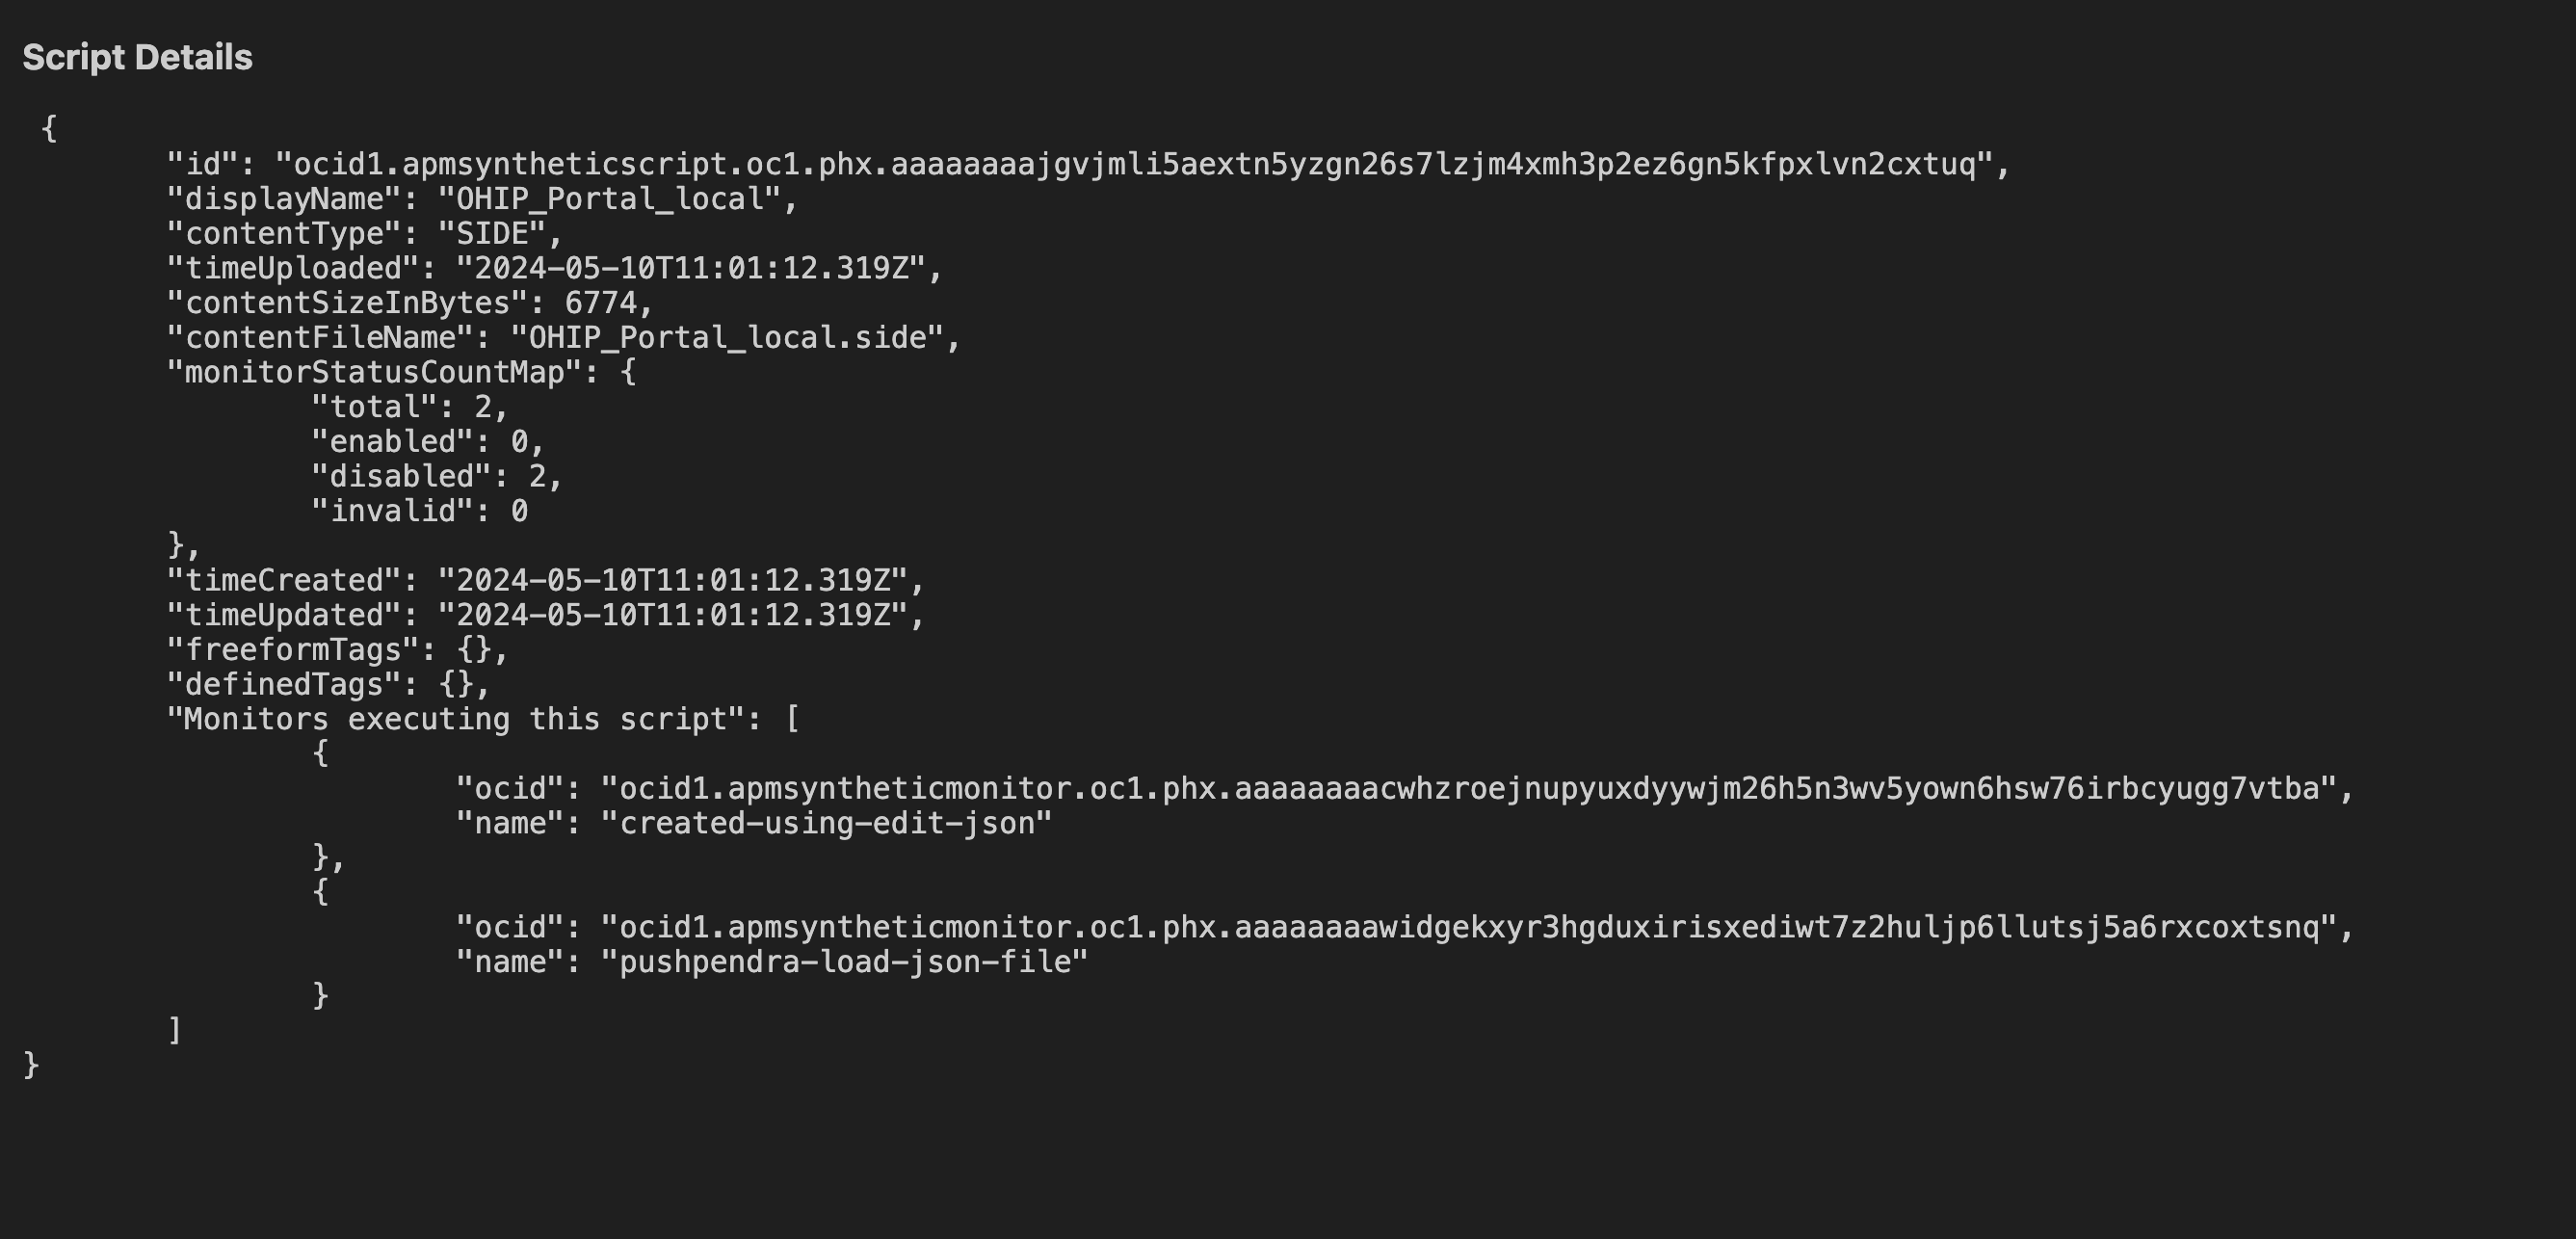 Script Details
{
"id": "ocid1.apmsyntheticscript.oc1.phx.aaaaaaaajgvjmli5aextn5yzgn26s7lzjm4xmh3p2ez6gn5kfpxlvn2cxtuq",
"displayName": "OHIP_Portal_local",
"contentType": "SIDE",
"timeUploaded": "2024-05-10T11:01:12.319Z",
"contentSizeInBytes": 6774,
"contentFileName": "OHIP_Portal_local.side",
"monitorStatusCountMap": {
"total": 2,
"enabled": 0,
"disabled": 2,
"invalid": 0
},
"timeCreated": "2024-05-10T11:01:12.319Z",
"timeUpdated": "2024-05-10T11:01:12.319Z",
"freeformTags": {},
"definedTags": {},
"Monitors executing this script": [
{
"ocid": "ocid1.apmsyntheticmonitor.oc1.phx.aaaaaaaacwhzroejnupyuxdyywjm26h5n3wv5yown6hsw76irbcyugg7vtba",
"name": "created-using-edit-json"
},
{
"ocid": "ocid1.apmsyntheticmonitor.oc1.phx.aaaaaaaawidgekxyr3hgduxirisxediwt7z2huljp6llutsj5a6rxcoxtsnq",
"name": "pushpendra-load-json-file"
}
]
}